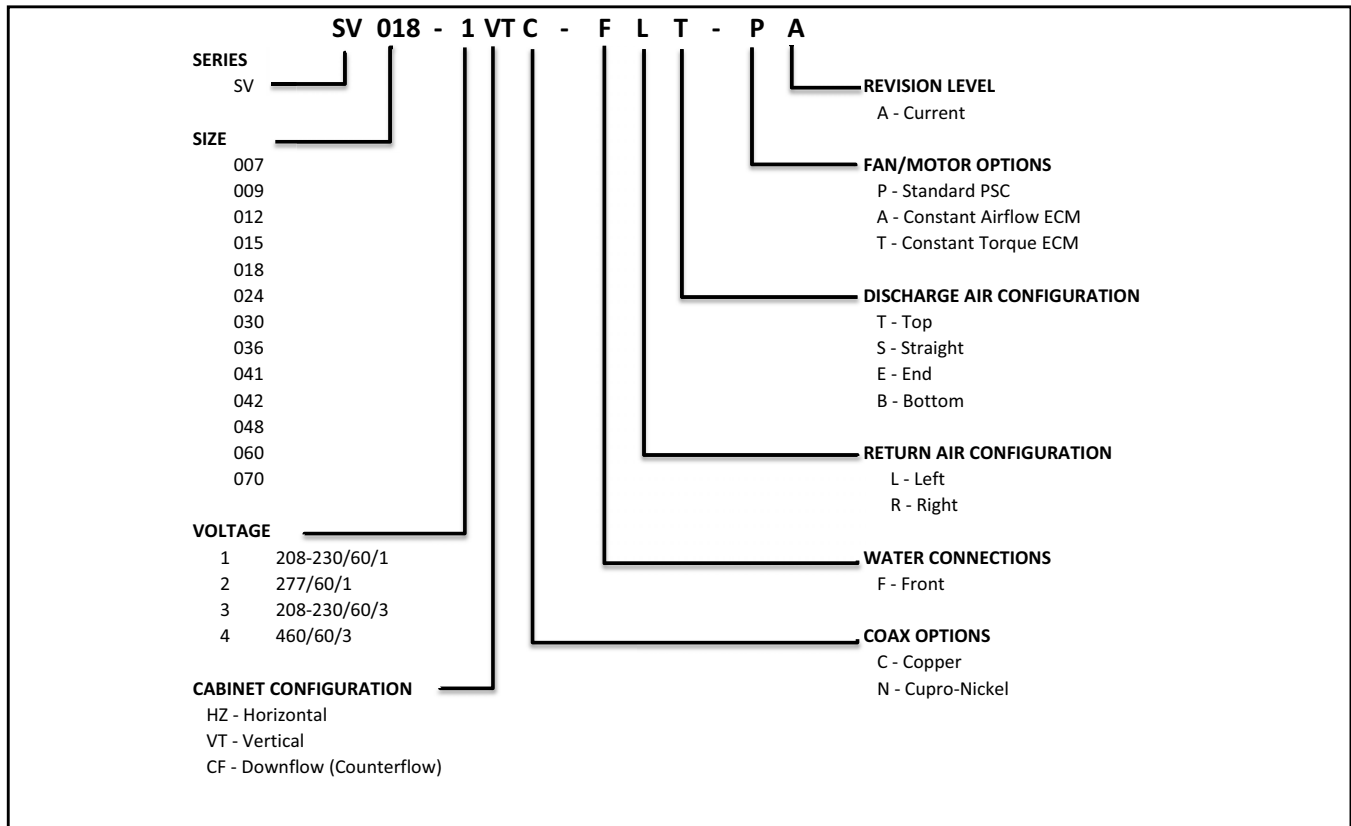 SV 018 - 1 VT C - F L T - P A
SERIES
SV
SIZE
007
009
012
015
018
024
030
036
041
042
048
060
070
VOLTAGE
1 208-230/60/1
2 277/60/1
3 208-230/60/3
4 460/60/3
CABINET CONFIGURATION
HZ - Horizontal
VT - Vertical
CF - Downflow (Counterflow)
REVISION LEVEL
A - Current
FAN/MOTOR OPTIONS
P - Standard PSC
A - Constant Airflow ECM
T - Constant Torque ECM
DISCHARGE AIR CONFIGURATION
T - Top
S - Straight
E - End
B - Bottom
RETURN AIR CONFIGURATION
L - Left
R - Right
WATER CONNECTIONS
F - Front
COAX OPTIONS
C - Copper
N - Cupro-Nickel